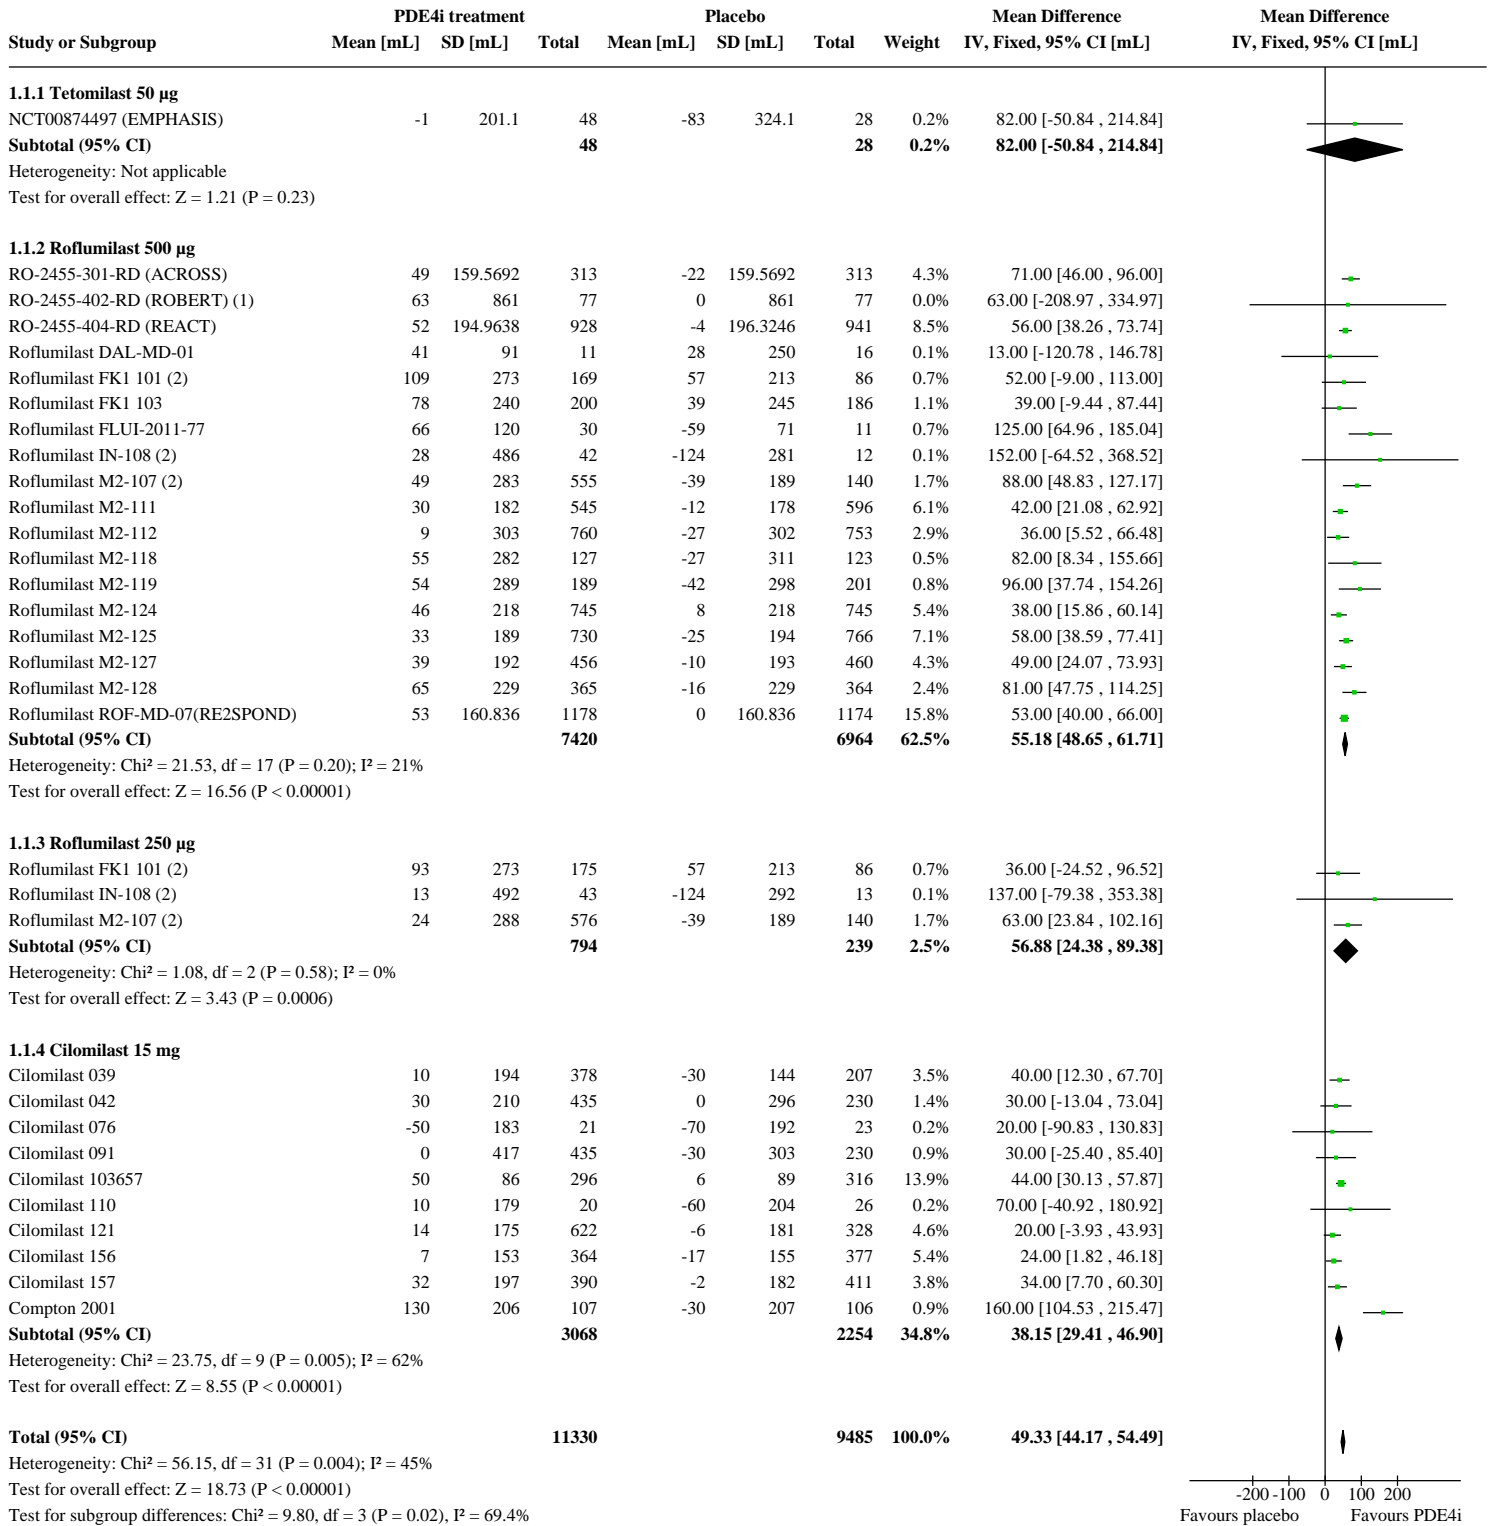 PDE4i treatment Placebo Mean Difference Mean Difference
Study or Subgroup Mean [mL] SD [mL] Total Mean [mL] SD [mL] Total Weight IV, Fixed, 95% CI [mL] IV, Fixed, 95% CI [mL]
1.1.1 Tetomilast 50 µg
NCT00874497 (EMPHASIS) -1 201.1 48 -83 324.1 28 0.2% 82.00 [-50.84 , 214.84]
Subtotal (95% CI) 48 28 0.2% 82.00 [-50.84 , 214.84]
Heterogeneity: Not applicable
Test for overall effect: Z = 1.21 (P = 0.23)
1.1.2 Roflumilast 500 µg
RO-2455-301-RD (ACROSS) 49 159.5692 313 -22 159.5692 313 4.3% 71.00 [46.00 , 96.00]
RO-2455-402-RD (ROBERT) (1) 63 861 77 0 861 77 0.0% 63.00 [-208.97 , 334.97]
RO-2455-404-RD (REACT) 52 194.9638 928 -4 196.3246 941 8.5% 56.00 [38.26 , 73.74]
Roflumilast DAL-MD-01 41 91 11 28 250 16 0.1% 13.00 [-120.78 , 146.78]
Roflumilast FK1 101 (2) 109 273 169 57 213 86 0.7% 52.00 [-9.00 , 113.00]
Roflumilast FK1 103 78 240 200 39 245 186 1.1% 39.00 [-9.44 , 87.44]
Roflumilast FLUI-2011-77 66 120 30 -59 71 11 0.7% 125.00 [64.96 , 185.04]
Roflumilast IN-108 (2) 28 486 42 -124 281 12 0.1% 152.00 [-64.52 , 368.52]
Roflumilast M2-107 (2) 49 283 555 -39 189 140 1.7% 88.00 [48.83 , 127.17]
Roflumilast M2-111 30 182 545 -12 178 596 6.1% 42.00 [21.08 , 62.92]
Roflumilast M2-112 9 303 760 -27 302 753 2.9% 36.00 [5.52 , 66.48]
Roflumilast M2-118 55 282 127 -27 311 123 0.5% 82.00 [8.34 , 155.66]
Roflumilast M2-119 54 289 189 -42 298 201 0.8% 96.00 [37.74 , 154.26]
Roflumilast M2-124 46 218 745 8 218 745 5.4% 38.00 [15.86 , 60.14]
Roflumilast M2-125 33 189 730 -25 194 766 7.1% 58.00 [38.59 , 77.41]
Roflumilast M2-127 39 192 456 -10 193 460 4.3% 49.00 [24.07 , 73.93]
Roflumilast M2-128 65 229 365 -16 229 364 2.4% 81.00 [47.75 , 114.25]
Roflumilast ROF-MD-07(RE2SPOND) 53 160.836 1178 0 160.836 1174 15.8% 53.00 [40.00 , 66.00]
Subtotal (95% CI) 7420 6964 62.5% 55.18 [48.65 , 61.71]
Heterogeneity: Chi² = 21.53, df = 17 (P = 0.20); I² = 21%
Test for overall effect: Z = 16.56 (P < 0.00001)
1.1.3 Roflumilast 250 µg
Roflumilast FK1 101 (2) 93 273 175 57 213 86 0.7% 36.00 [-24.52 , 96.52]
Roflumilast IN-108 (2) 13 492 43 -124 292 13 0.1% 137.00 [-79.38 , 353.38]
Roflumilast M2-107 (2) 24 288 576 -39 189 140 1.7% 63.00 [23.84 , 102.16]
Subtotal (95% CI) 794 239 2.5% 56.88 [24.38 , 89.38]
Heterogeneity: Chi² = 1.08, df = 2 (P = 0.58); I² = 0%
Test for overall effect: Z = 3.43 (P = 0.0006)
1.1.4 Cilomilast 15 mg
Cilomilast 039 10 194 378 -30 144 207 3.5% 40.00 [12.30 , 67.70]
Cilomilast 042 30 210 435 0 296 230 1.4% 30.00 [-13.04 , 73.04]
Cilomilast 076 -50 183 21 -70 192 23 0.2% 20.00 [-90.83 , 130.83]
Cilomilast 091 0 417 435 -30 303 230 0.9% 30.00 [-25.40 , 85.40]
Cilomilast 103657 50 86 296 6 89 316 13.9% 44.00 [30.13 , 57.87]
Cilomilast 110 10 179 20 -60 204 26 0.2% 70.00 [-40.92 , 180.92]
Cilomilast 121 14 175 622 -6 181 328 4.6% 20.00 [-3.93 , 43.93]
Cilomilast 156 7 153 364 -17 155 377 5.4% 24.00 [1.82 , 46.18]
Cilomilast 157 32 197 390 -2 182 411 3.8% 34.00 [7.70 , 60.30]
Compton 2001 130 206 107 -30 207 106 0.9% 160.00 [104.53 , 215.47]
Subtotal (95% CI) 3068 2254 34.8% 38.15 [29.41 , 46.90]
Heterogeneity: Chi² = 23.75, df = 9 (P = 0.005); I² = 62%
Test for overall effect: Z = 8.55 (P < 0.00001)
Total (95% CI) 11330 9485 100.0% 49.33 [44.17 , 54.49]
Heterogeneity: Chi² = 56.15, df = 31 (P = 0.004); I² = 45%
Test for overall effect: Z = 18.73 (P < 0.00001)
-200 -100 0 100 200
Test for subgroup differences: Chi² = 9.80, df = 3 (P = 0.02), I² = 69.4% Favours placebo Favours PDE4i